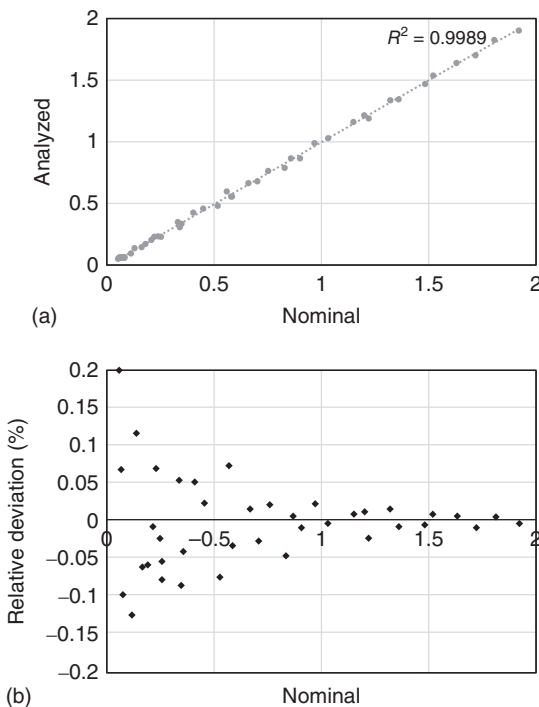 2
R² = 0.9989
1.5
Analyzed
1
0.5
0
0 0.5 1 1.5 2
(a) Nominal
0.2
0.15
0.1
0.05
Relative deviation (%)
0
0 −0.5 1 1.5 2
−0.05
−0.1
−0.15
−0.2
(b) Nominal